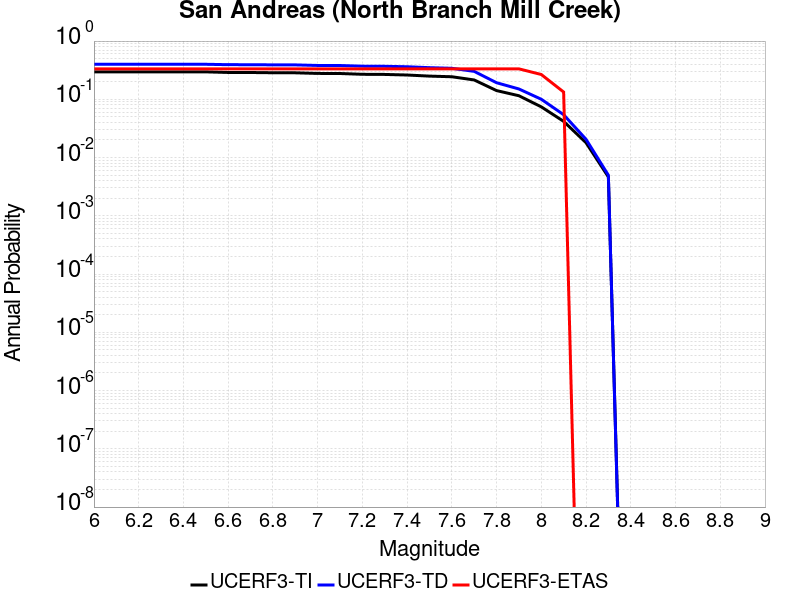 San Andreas (North Branch Mill Creek)
10^0
10^-1
10^-2
10^-3
10^-4
10^-5
10^-6
10^-7
10^-8
Annual Probability
6 6.2 6.4 6.6 6.8 7 7.2 7.4 7.6 7.8 8 8.2 8.4 8.6 8.8 9
Magnitude
UCERF3-TI UCERF3-TD UCERF3-ETAS